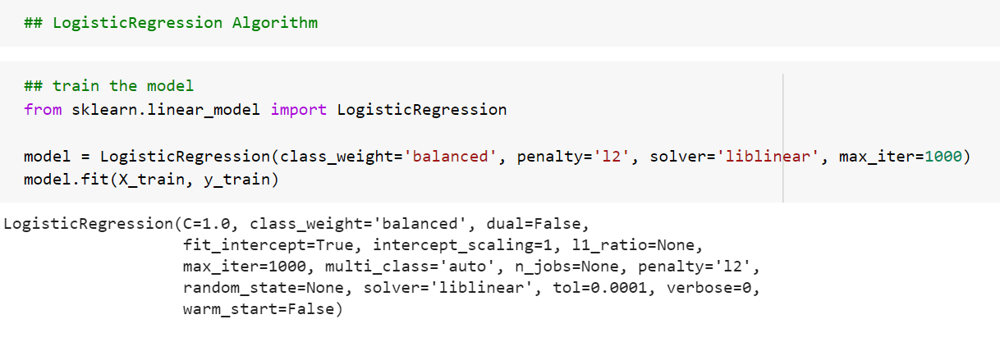 ## LogisticRegression Algorithm
## train the model
from sklearn.linear_model import LogisticRegression
model = LogisticRegression(class_weight='balanced', penalty='l2', solver='liblinear', max_iter=1000)
model.fit(X_train, y_train)
LogisticRegression(C=1.0, class_weight='balanced', dual=False,
fit_intercept=True, intercept_scaling=1, l1_ratio=None,
max_iter=1000, multi_class='auto', n_jobs=None, penalty='l2',
random_state=None, solver='liblinear', tol=0.0001, verbose=0,
warm_start=False)